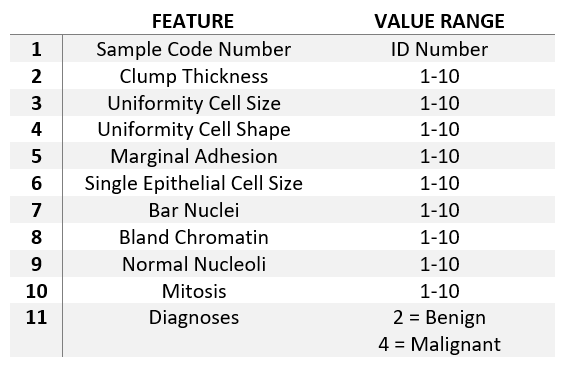 FEATURE VALUE RANGE
1 Sample Code Number ID Number
2 Clump Thickness 1-10
3 Uniformity Cell Size 1-10
4 Uniformity Cell Shape 1-10
5 Marginal Adhesion 1-10
6 Single Epithelial Cell Size 1-10
7 Bar Nuclei 1-10
8 Bland Chromatin 1-10
9 Normal Nucleoli 1-10
10 Mitosis 1-10
11 Diagnoses 2 = Benign
4 = Malignant